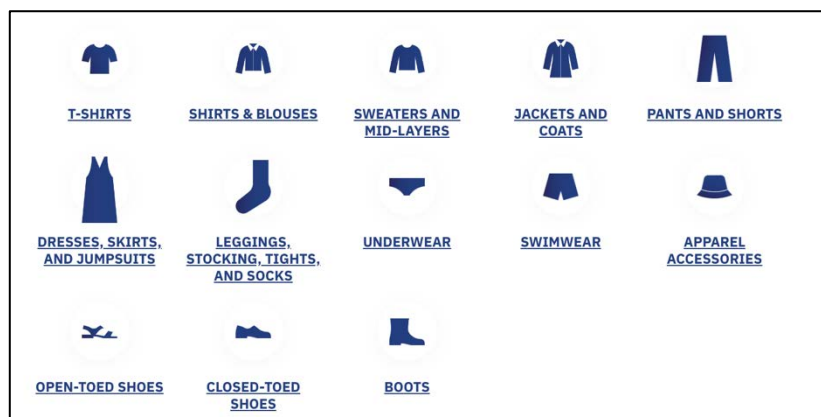 T-SHIRTS
SHIRTS & BLOUSES
SWEATERS AND
MID-LAYERS
JACKETS AND
COATS
PANTS AND SHORTS
DRESSES, SKIRTS,
AND JUMPSUITS
LEGGINGS,
STOCKING, TIGHTS,
AND SOCKS
UNDERWEAR
SWIMWEAR
APPAREL
ACCESSORIES
OPEN-TOED SHOES
CLOSED-TOED
SHOES
BOOTS